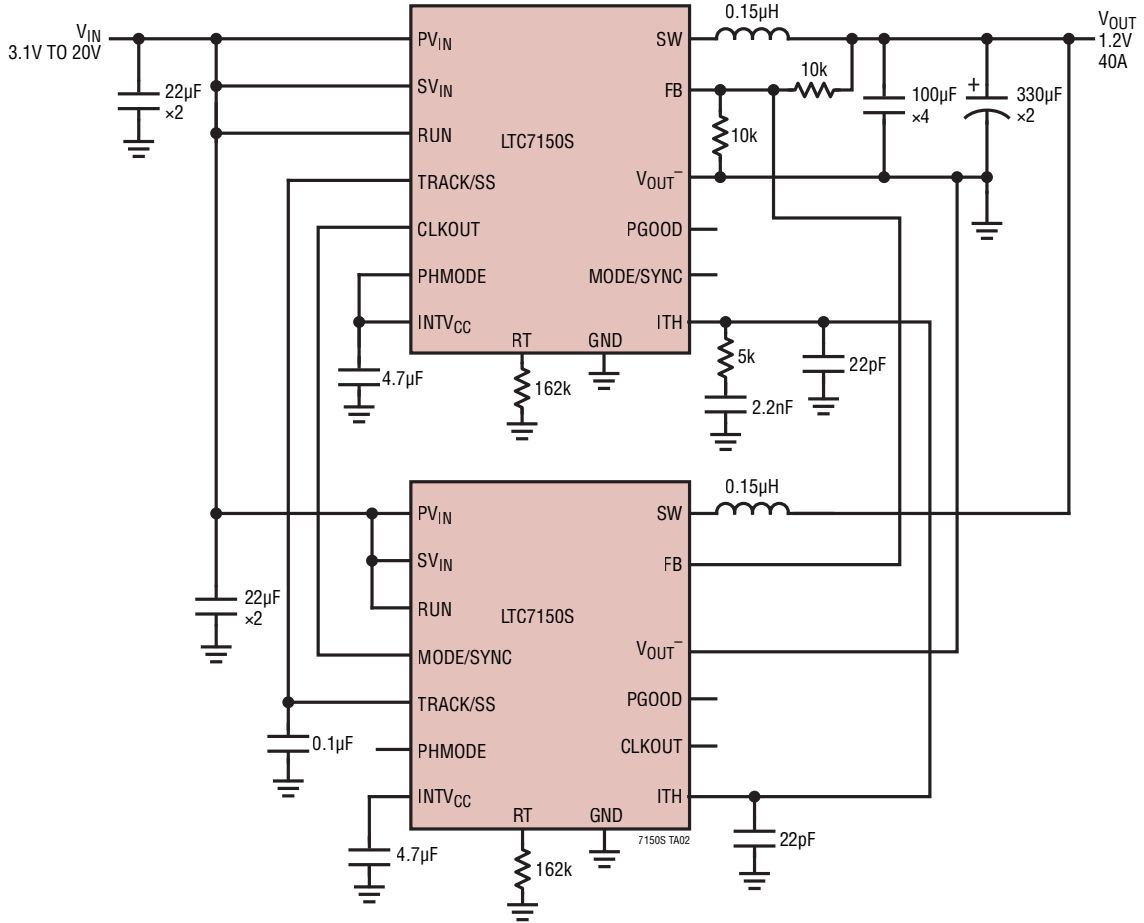 VIN
3.1V TO 20V
22µF
×2
PVIN
SVIN
RUN
TRACK/SS
CLKOUT
PHMODE
INTVCC
LTC7150S
RT
GND
SW
FB
VOUT–
PGOOD
MODE/SYNC
ITH
0.15µH
10k
10k
100µF
×4
+
330µF
×2
VOUT
1.2V
40A
4.7µF
162k
5k
2.2nF
22pF
22µF
×2
0.1µF
4.7µF
PVIN
SVIN
RUN
MODE/SYNC
TRACK/SS
PHMODE
INTVCC
LTC7150S
RT
GND
SW
FB
VOUT–
PGOOD
CLKOUT
ITH
7150S TA02
0.15µH
162k
22pF